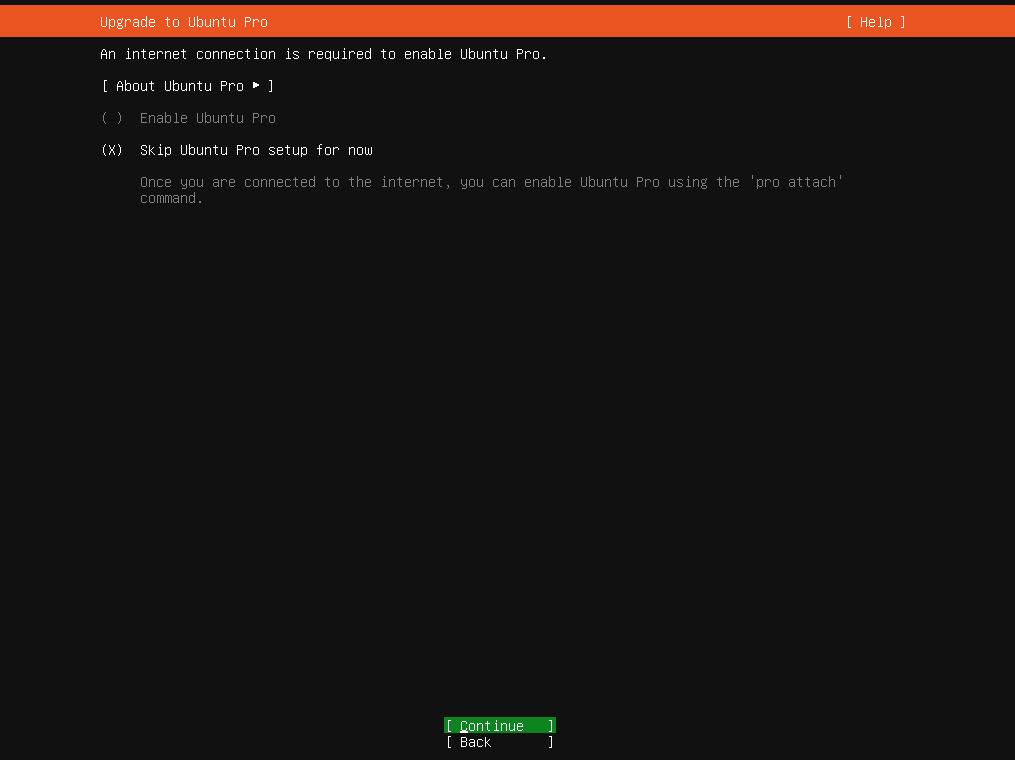 Upgrade to Ubuntu Pro [ Help ]
An internet connection is required to enable Ubuntu Pro.
[ About Ubuntu Pro ▸ ]
( ) Enable Ubuntu Pro
(X) Skip Ubuntu Pro setup for now
Once you are connected to the internet, you can enable Ubuntu Pro using the 'pro attach'
command.
[ Continue ]
[ Back ]